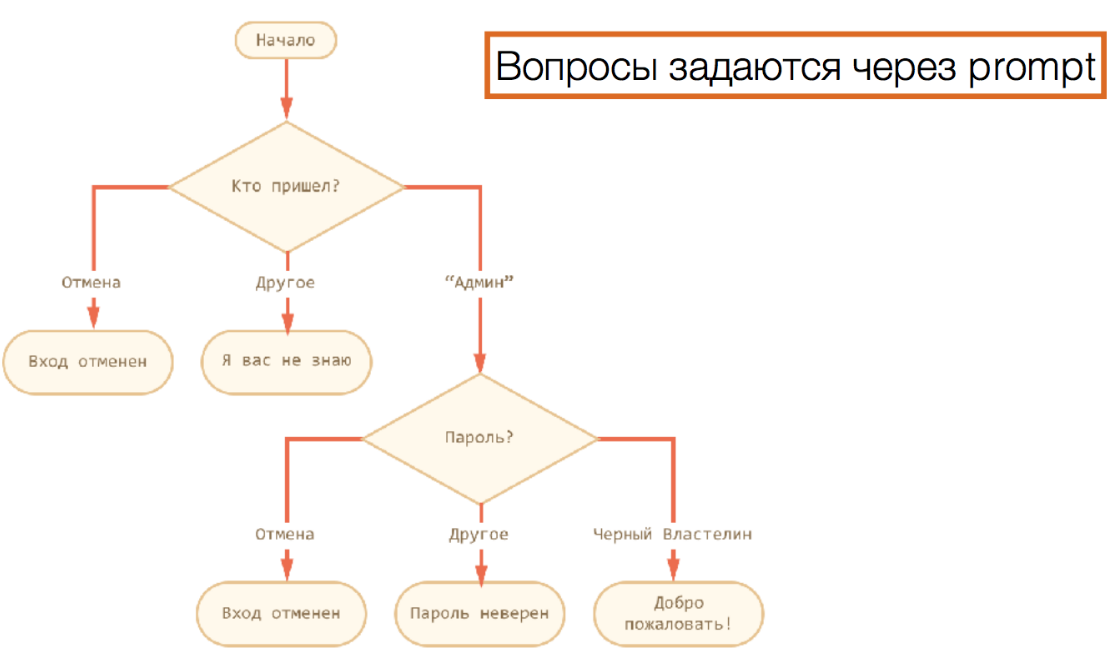 Начало
Вопросы задаются через prompt
Кто пришел?
Отмена
Другое
“Админ”
Вход отменен
Я вас не знаю
Пароль?
Отмена
Другое
Черный Властелин
Вход отменен
Пароль неверен
Добро
пожаловать!